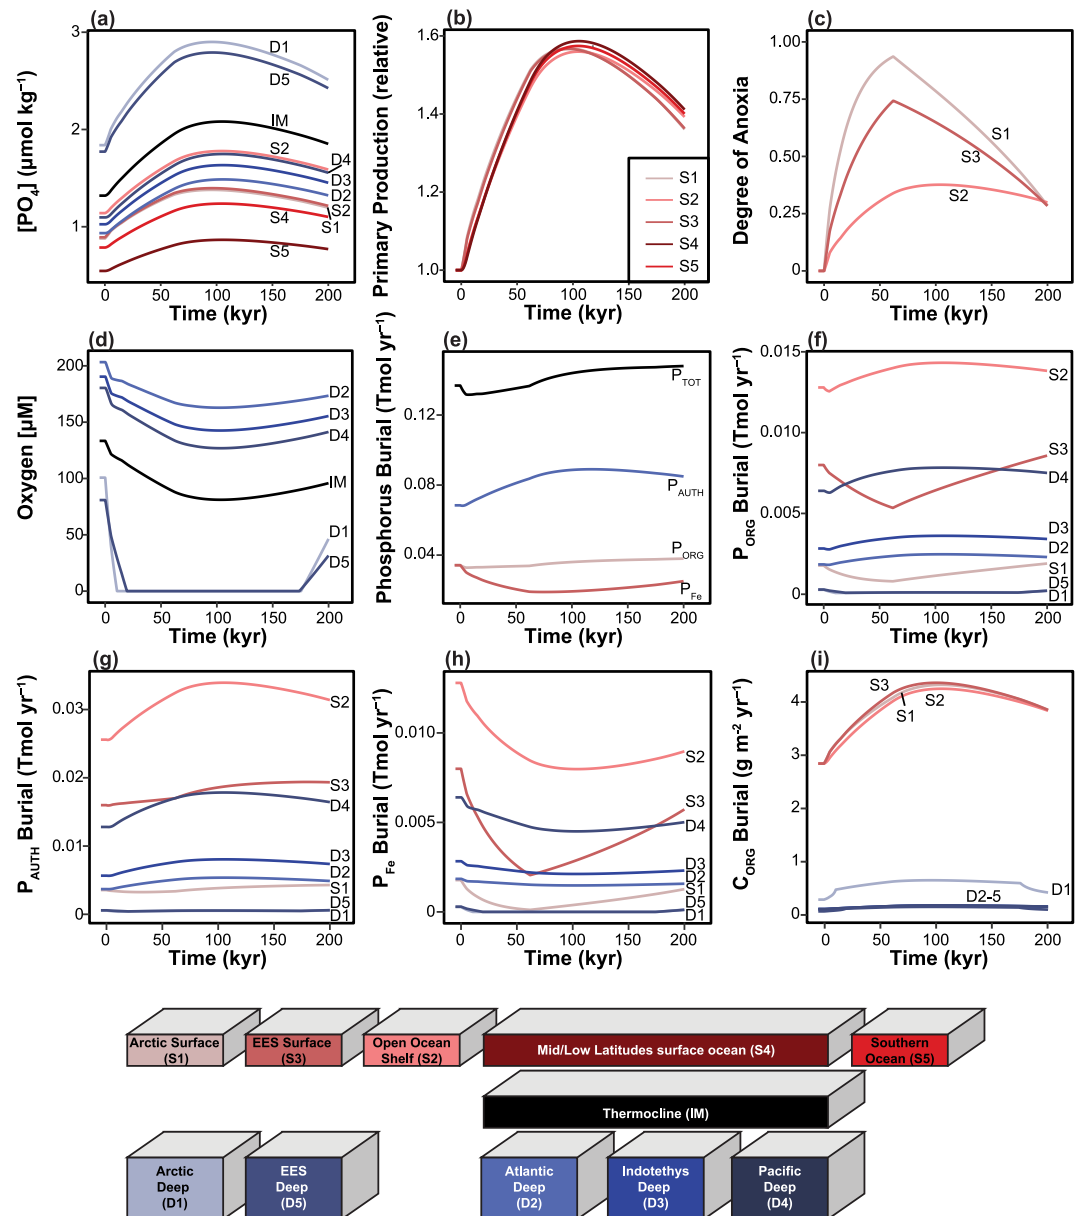 (a)
[PO₄] (µmol kg⁻¹)
3
2
1
D1
D5
IM
S2
D4
D3
D2
S2
S1
S4
S5
0
50
100
150
200
Time (kyr)
(b)
Primary Production (relative)
1.6
1.4
1.2
1.0
S1
S2
S3
S4
S5
0
50
100
150
200
Time (kyr)
(c)
Degree of Anoxia
1.00
0.75
0.50
0.25
0
S1
S3
S2
0
50
100
150
200
Time (kyr)
(d)
Oxygen [µM]
200
150
100
50
0
D2
D3
D4
IM
D1
D5
0
50
100
150
200
Time (kyr)
(e)
Phosphorus Burial (Tmol yr⁻¹)
0.12
0.08
0.04
P_TOT
P_AUTH
P_ORG
P_Fe
0
50
100
150
200
Time (kyr)
(f)
P_ORG Burial (Tmol yr⁻¹)
0.015
0.010
0.005
0
S2
S3
D4
D3
D2
S1
D5
D1
0
50
100
150
200
Time (kyr)
(g)
P_AUTH Burial (Tmol yr⁻¹)
0.03
0.02
0.01
0
S2
S3
D4
D3
D2
S1
D5
D1
0
50
100
150
200
Time (kyr)
(h)
P_Fe Burial (Tmol yr⁻¹)
0.010
0.005
0
S2
S3
D4
D3
D2
S1
D5
D1
0
50
100
150
200
Time (kyr)
(i)
C_ORG Burial (g m⁻² yr⁻¹)
4
3
2
1
0
S3
S1
S2
D1
D2-5
0
50
100
150
200
Time (kyr)
Arctic Surface
(S1)
EES Surface
(S3)
Open Ocean
Shelf (S2)
Mid/Low Latitudes surface ocean (S4)
Southern
Ocean (S5)
Thermocline (IM)
Arctic
Deep
(D1)
EES
Deep
(D5)
Atlantic
Deep
(D2)
Indotethys
Deep
(D3)
Pacific
Deep
(D4)